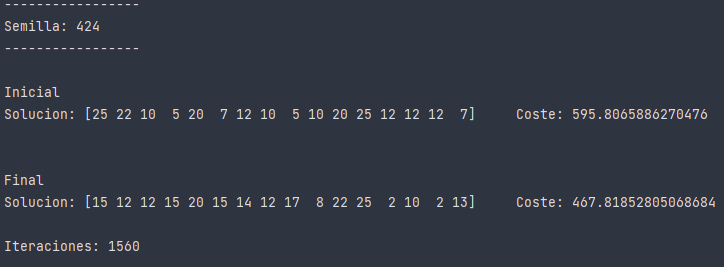 -----------------
Semilla: 424
-----------------
Inicial
Solucion: [25 22 10  5 20  7 12 10  5 10 20 25 12 12 12  7]     Coste: 595.8065886270476
Final
Solucion: [15 12 12 15 20 15 14 12 17  8 22 25  2 10  2 13]     Coste: 467.81852805068684
Iteraciones: 1560